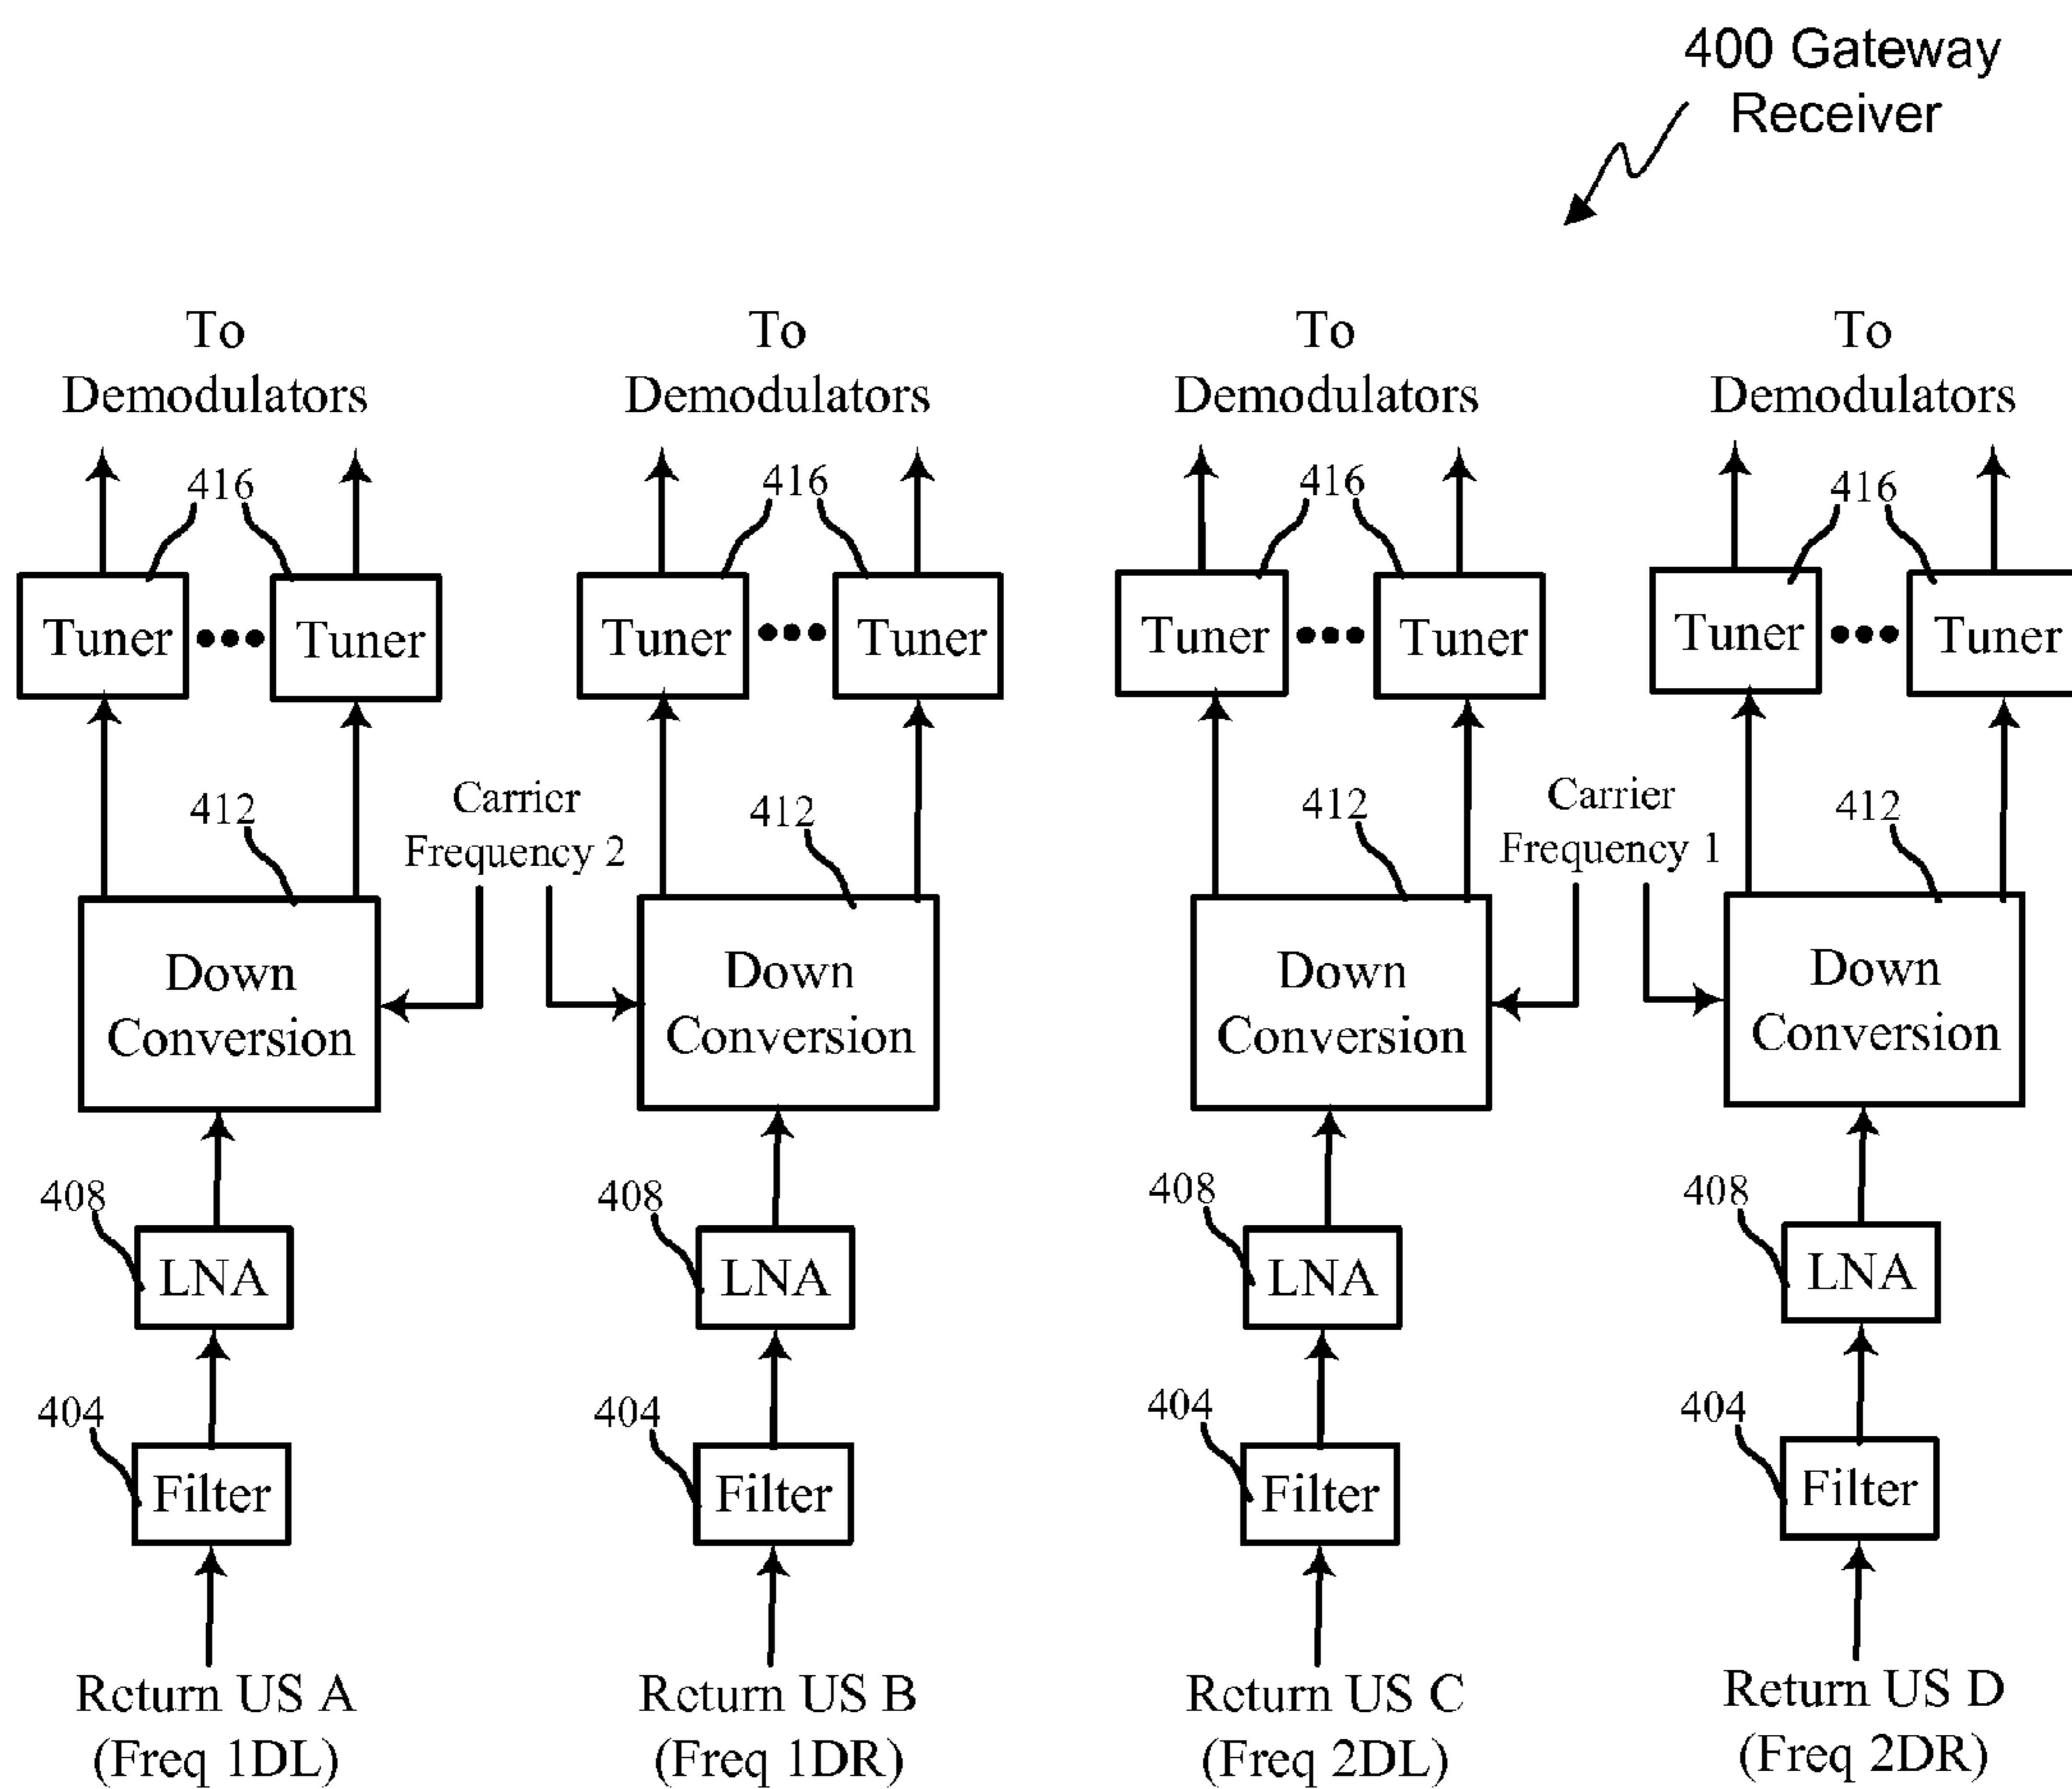 400 Gateway
Receiver
To
Demodulators
To
Demodulators
To
Demodulators
To
Demodulators
416
416
416
416
Tuner
Tuner
Tuner
Tuner
Tuner
Tuner
Tuner
Tuner
412
Carrier
Frequency 2
412
412
Carrier
Frequency 1
412
Down
Conversion
Down
Conversion
Down
Conversion
Down
Conversion
408
408
408
408
LNA
LNA
LNA
LNA
404
404
404
404
Filter
Filter
Filter
Filter
Return US A
(Freq 1DL)
Return US B
(Freq 1DR)
Return US C
(Freq 2DL)
Return US D
(Freq 2DR)